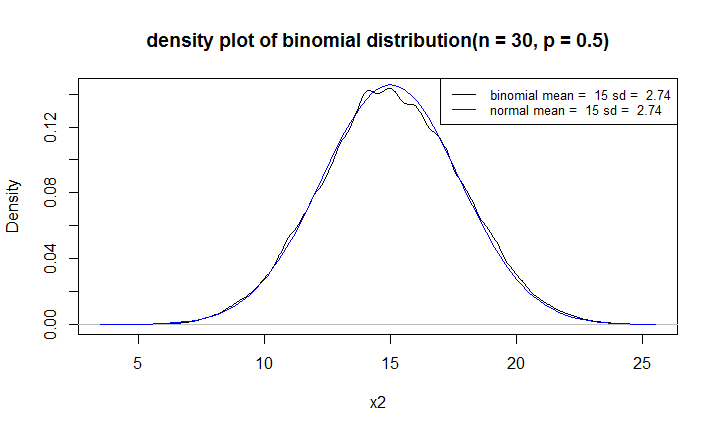 density plot of binomial distribution(n = 30, p = 0.5)
binomial mean =  15 sd =  2.74
normal mean =  15 sd =  2.74
Density
0.12
0.08
0.04
0.00
5 10 15 20 25
x2